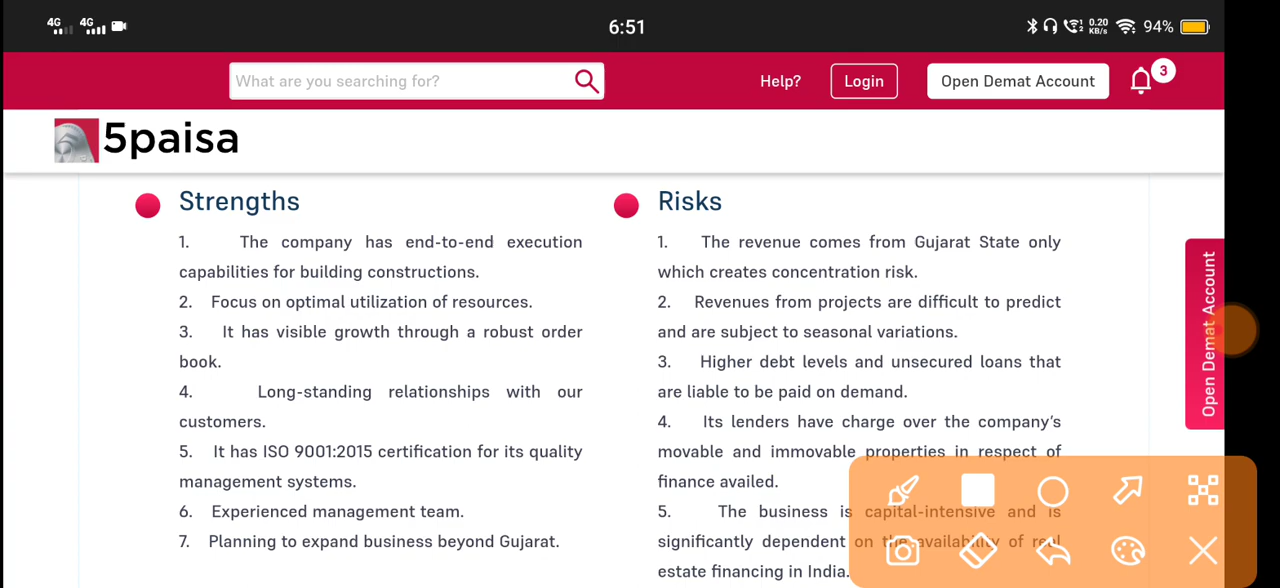 4G 4G 6:51 0.20 KB/s 94%
What are you searching for? Help? Login Open Demat Account 3
5paisa
Strengths
1. The company has end-to-end execution
capabilities for building constructions.
2. Focus on optimal utilization of resources.
3. It has visible growth through a robust order
book.
4. Long-standing relationships with our
customers.
5. It has ISO 9001:2015 certification for its quality
management systems.
6. Experienced management team.
7. Planning to expand business beyond Gujarat.
Risks
1. The revenue comes from Gujarat State only
which creates concentration risk.
2. Revenues from projects are difficult to predict
and are subject to seasonal variations.
3. Higher debt levels and unsecured loans that
are liable to be paid on demand.
4. Its lenders have charge over the company's
movable and immovable properties in respect of
finance availed.
5. The business is capital-intensive and is
significantly dependent on the availability of real
estate financing in India.
Open Demat Account